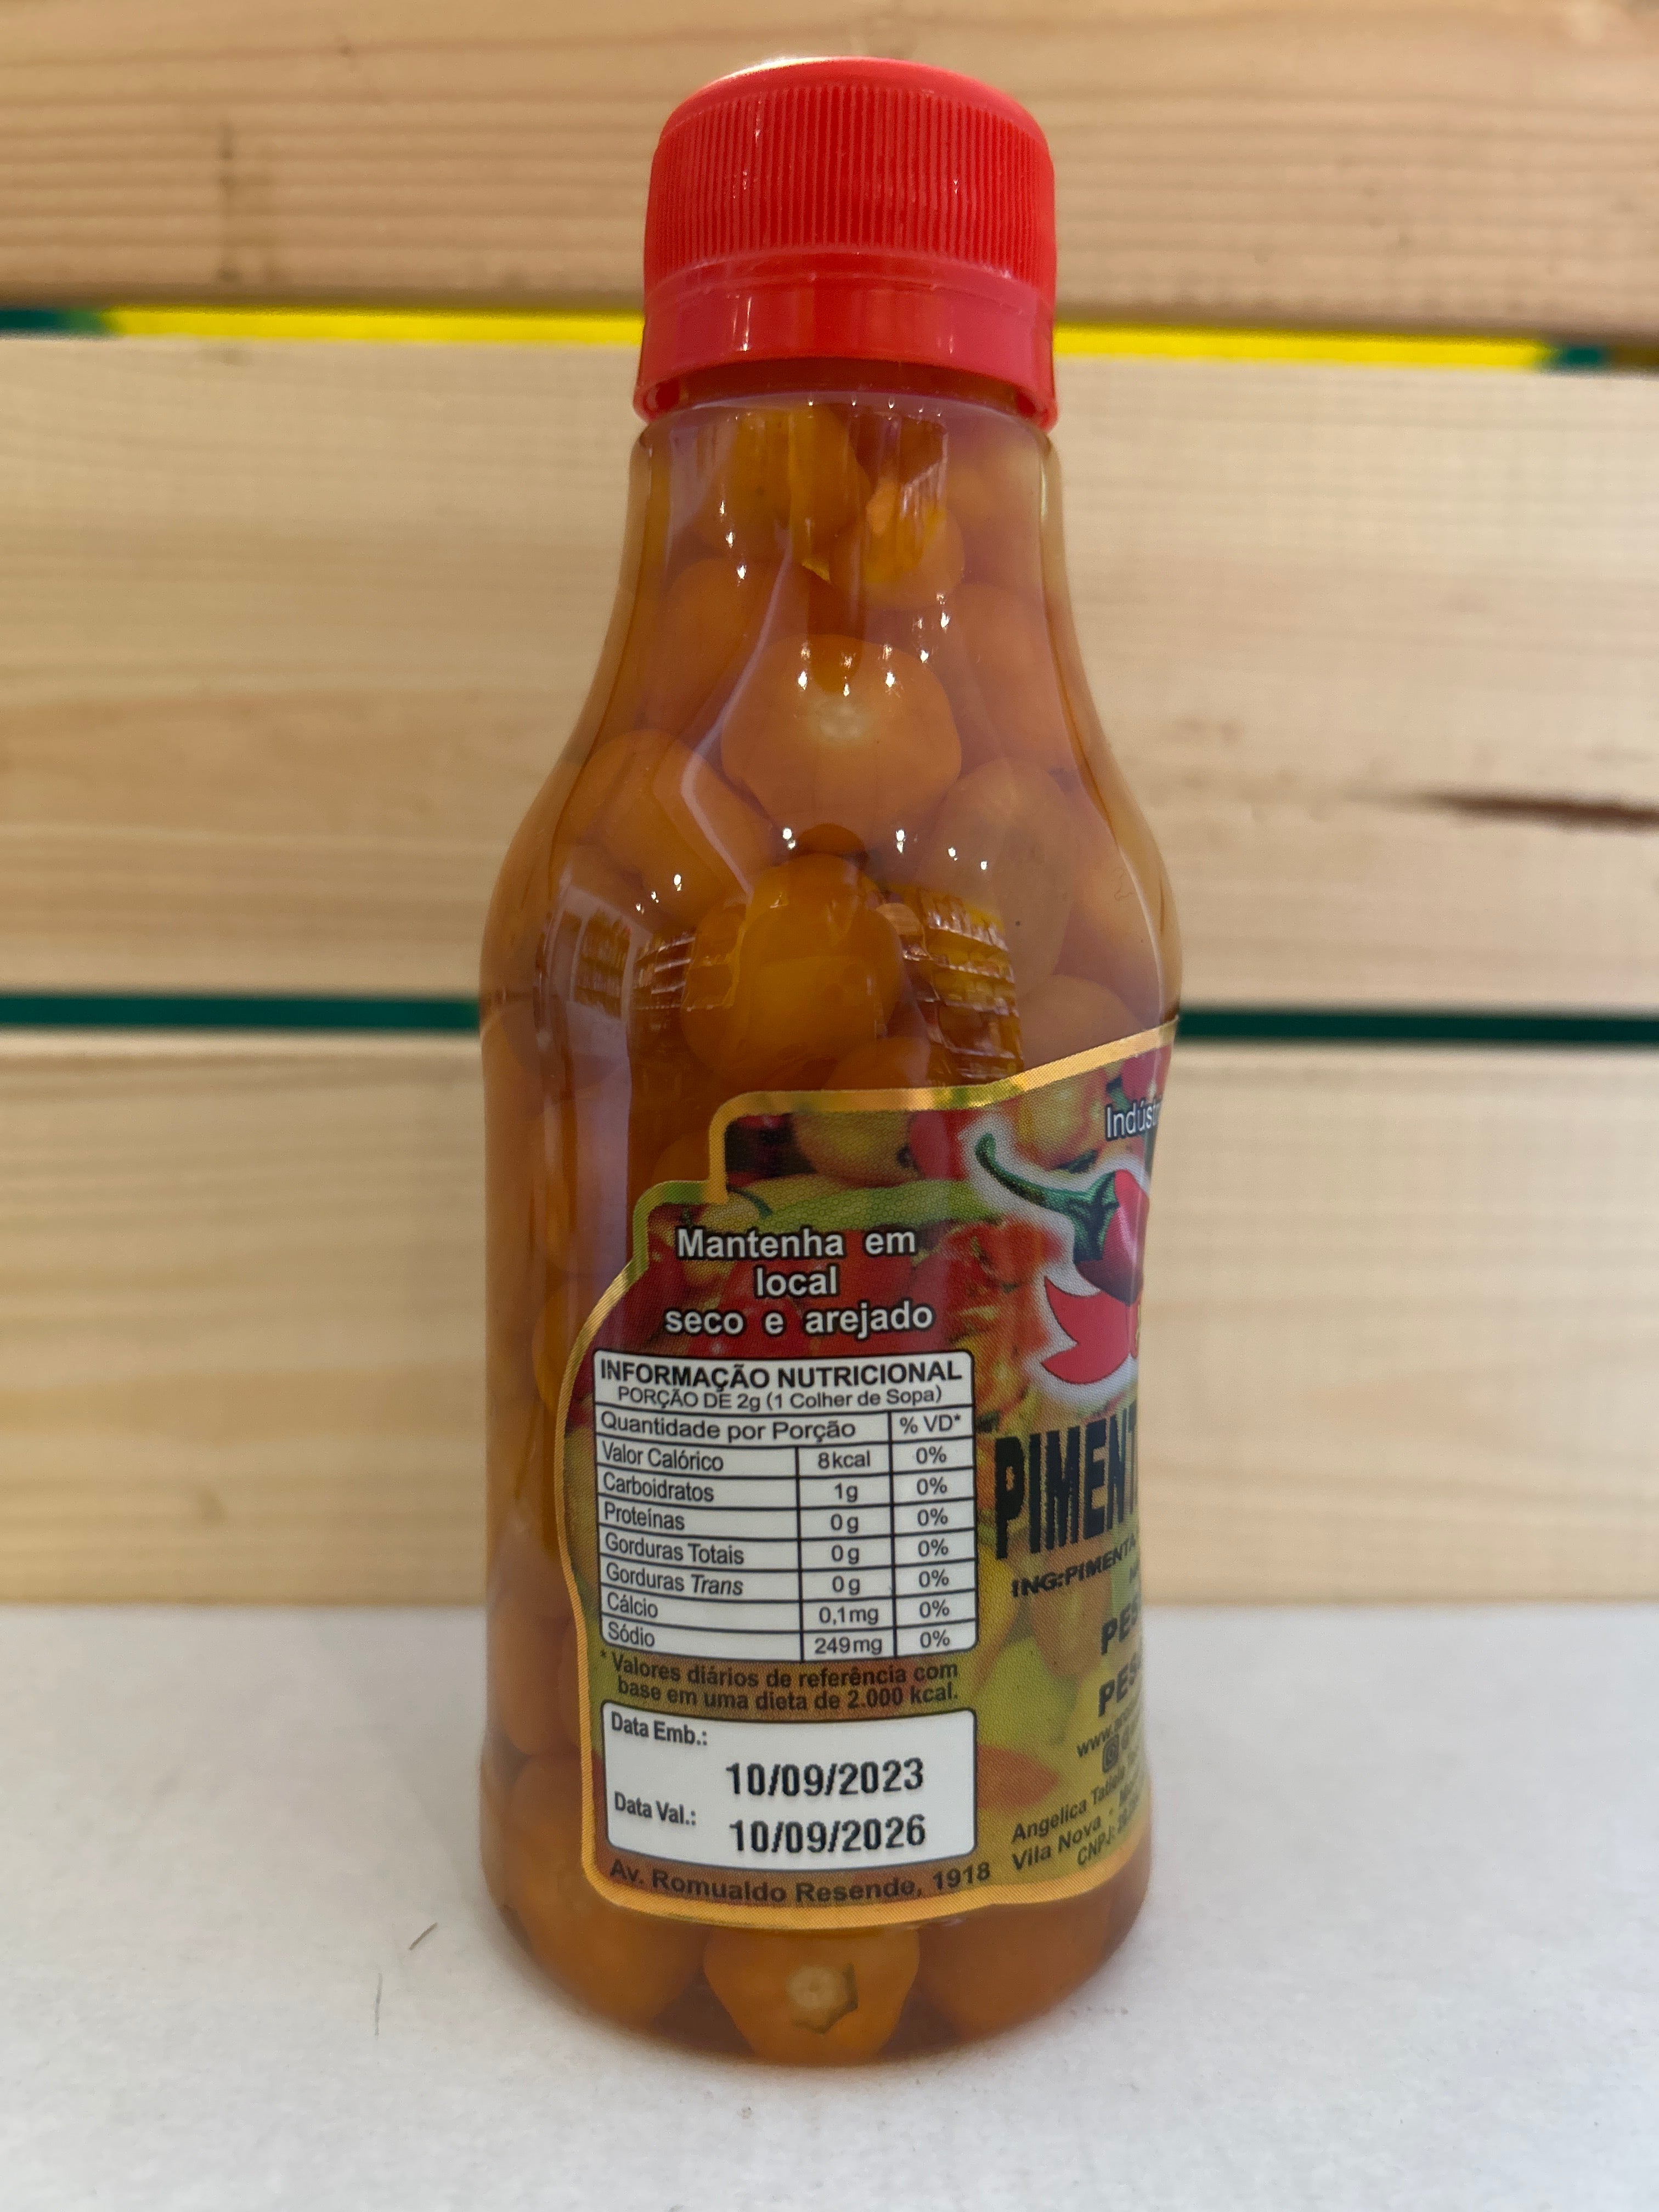 Mantenha em
local
seco e arejado
INFORMAÇÃO NUTRICIONAL
PORÇÃO DE 2g (1 Colher de Sopa)
Quantidade por Porção % VD*
Valor Calórico 8kcal 0%
Carboidratos 1g 0%
Proteínas 0g 0%
Gorduras Totais 0g 0%
Gorduras Trans 0g 0%
Cálcio 0,1mg 0%
Sódio 249mg 0%
* Valores diários de referência com
base em uma dieta de 2.000 kcal.
Data Emb.:
10/09/2023
Data Val.:
10/09/2026
Av. Romualdo Resende, 1918
Indúst
PIMENT
ING:PIMENTA
PES
PES
www.
Angelica
Vila Nova -
CNPJ: